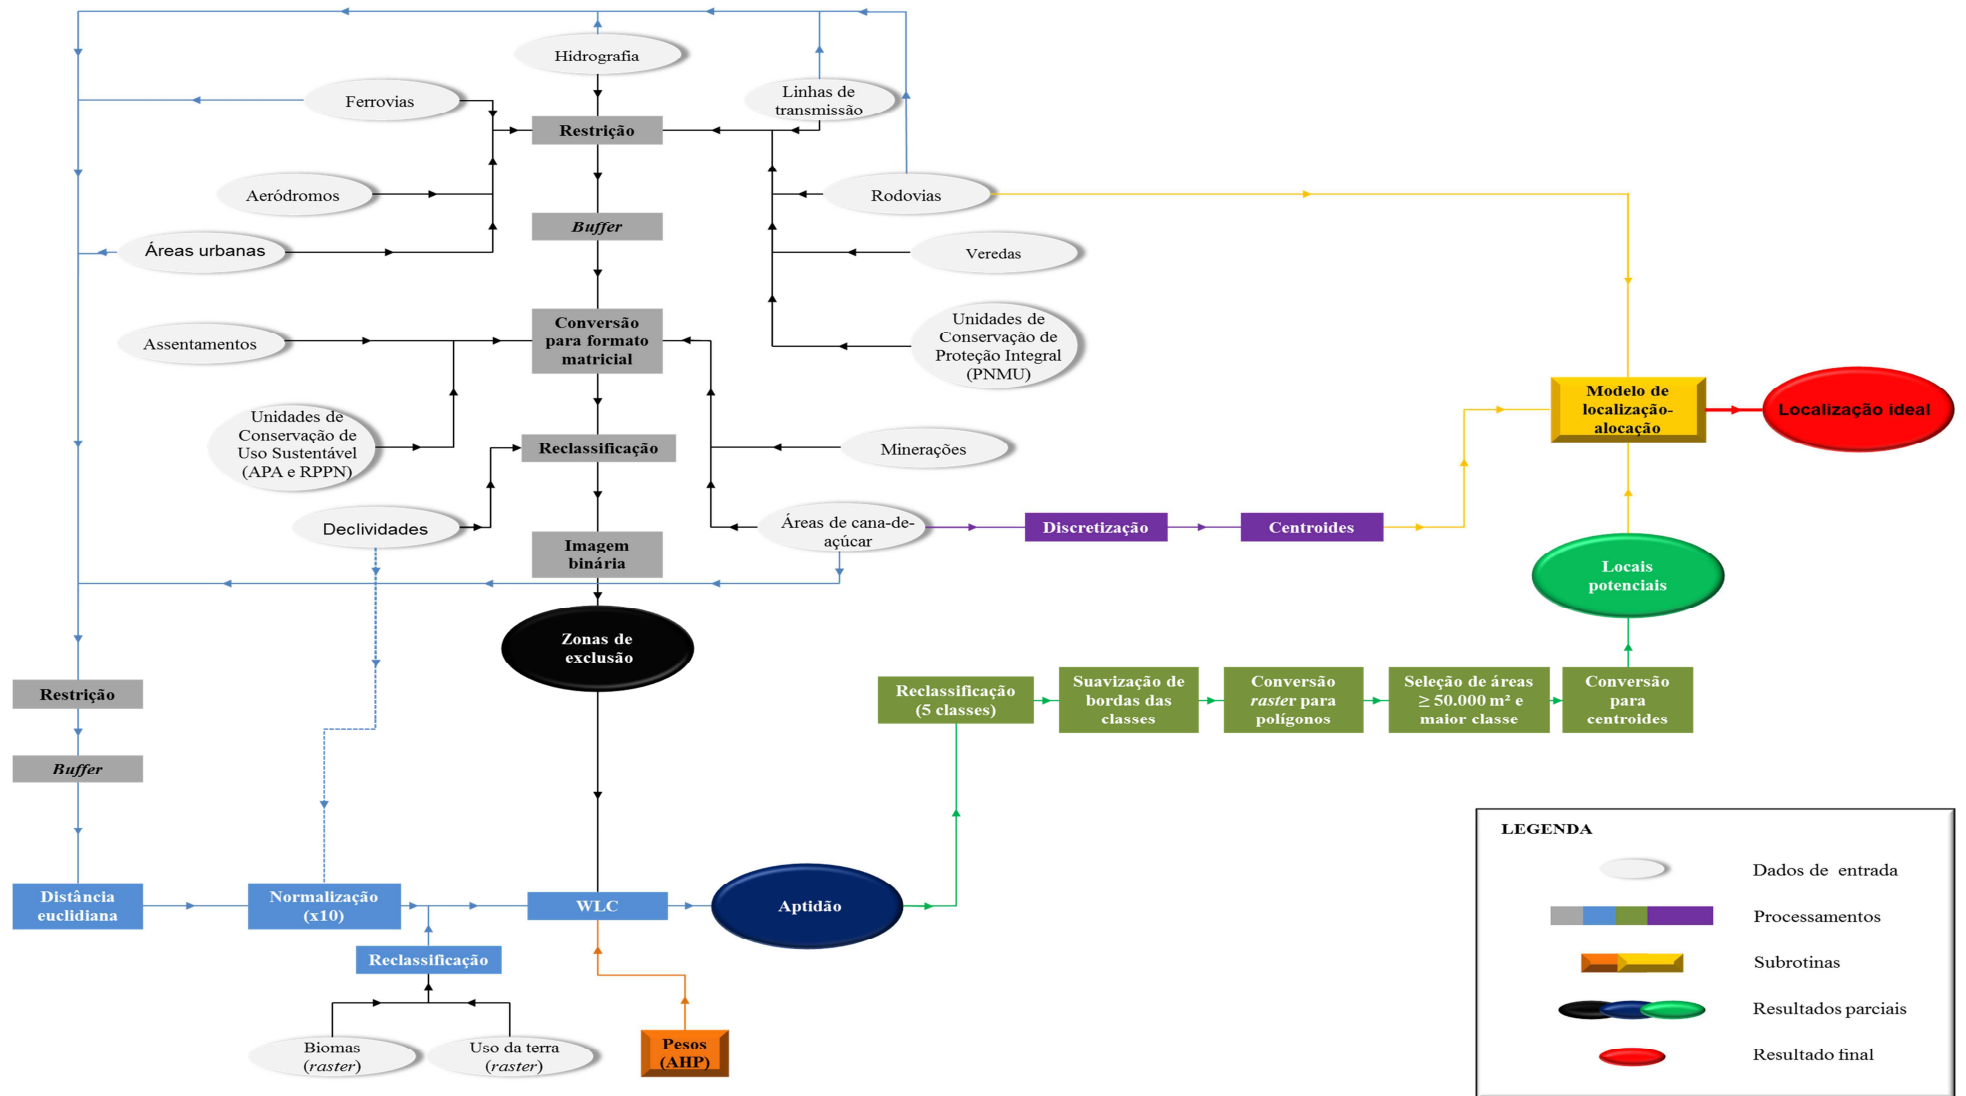 Hidrografia
Ferrovias
Linhas de
transmissão
Restrição
Aeródromos
Rodovias
Buffer
Áreas urbanas
Veredas
Conversão
para formato
matricial
Assentamentos
Unidades de
Conservação de
Proteção Integral
(PNMU)
Unidades de
Conservação de
Uso Sustentável
(APA e RPPN)
Reclassificação
Minerações
Modelo de
localização-
alocação
Localização ideal
Declividades
Áreas de cana-de-
açúcar
Discretização
Centroides
Imagem
binária
Locais
potenciais
Zonas de
exclusão
Restrição
Reclassificação
(5 classes)
Suavização de
bordas das
classes
Conversão
raster para
polígonos
Seleção de áreas
≥ 50.000 m² e
maior classe
Conversão
para
centroides
Buffer
Distância
euclidiana
Normalização
(x10)
WLC
Aptidão
Reclassificação
Biomas
(raster)
Uso da terra
(raster)
Pesos
(AHP)
LEGENDA
Dados de entrada
Processamentos
Subrotinas
Resultados parciais
Resultado final